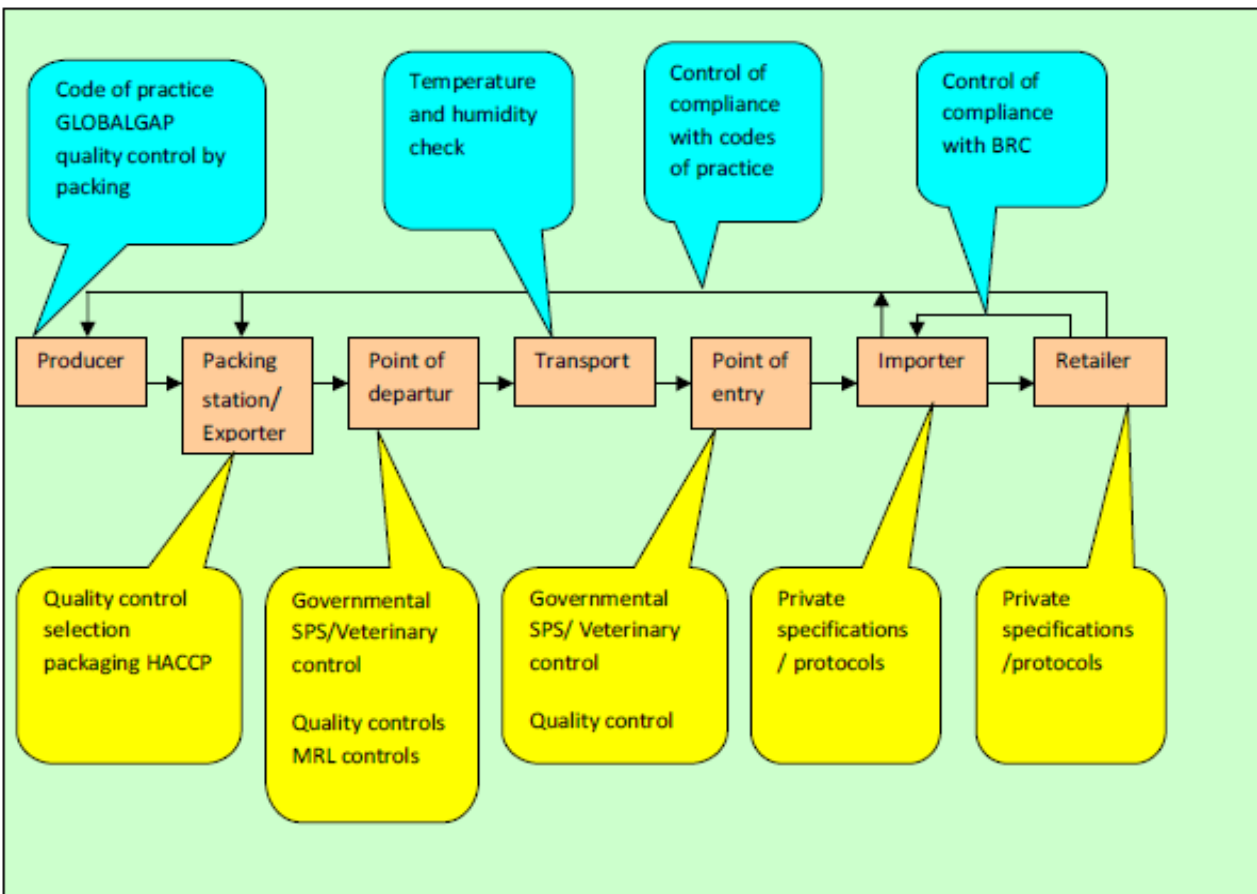 Code of practice
GLOBALGAP
quality control by
packing
Temperature
and humidity
check
Control of
compliance
with codes
of practice
Control of
compliance
with BRC
Producer
Packing
station/
Exporter
Point of
departur
Transport
Point of
entry
Importer
Retailer
Quality control
selection
packaging HACCP
Governmental
SPS/Veterinary
control
Quality controls
MRL controls
Governmental
SPS/ Veterinary
control
Quality control
Private
specifications
/ protocols
Private
specifications
/protocols